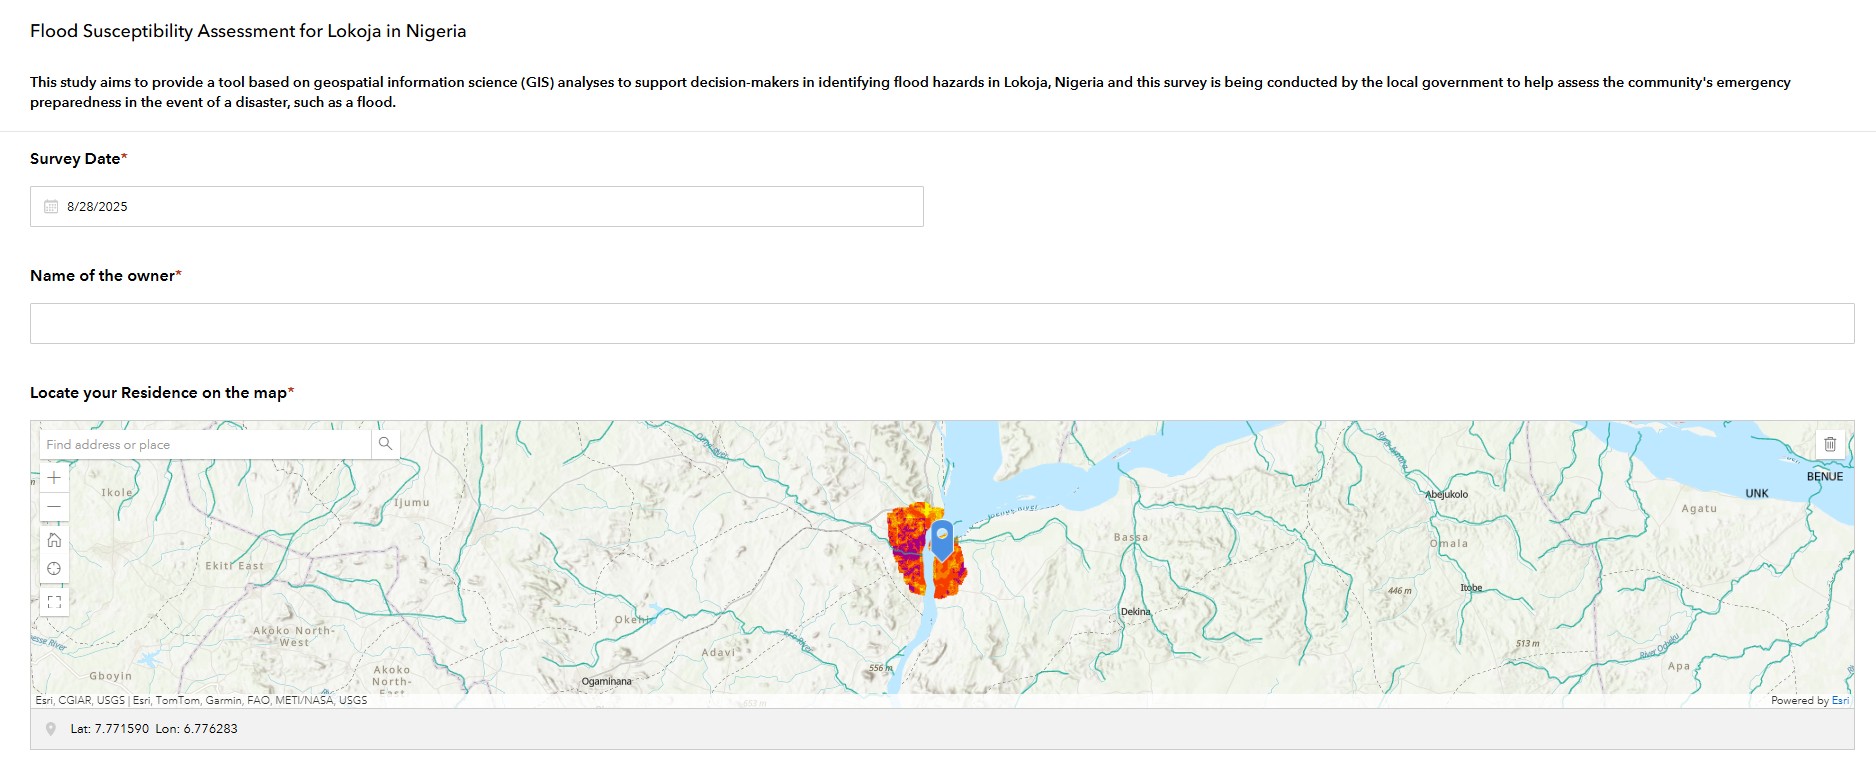 Flood Susceptibility Assessment for Lokoja in Nigeria
This study aims to provide a tool based on geospatial information science (GIS) analyses to support decision-makers in identifying flood hazards in Lokoja, Nigeria and this survey is being conducted by the local government to help assess the community's emergency
preparedness in the event of a disaster, such as a flood.
Survey Date*
8/28/2025
Name of the owner*
Locate your Residence on the map*
Find address or place
BENUE
UNK
Abejukolo
Ikole
Ijumu
Agatu
Bassa
Omala
Ekiti East
446 m
Itobe
Dekina
Okehi
Akoko North-
West
River Ogbuku
513 m
Adavi
556 m
Apa
Akoko
North-
East
Gboyin
Ogaminana
Esri, CGIAR, USGS | Esri, TomTom, Garmin, FAO, METI/NASA, USGS
553 m
Powered by Esri
Lat: 7.771590 Lon: 6.776283